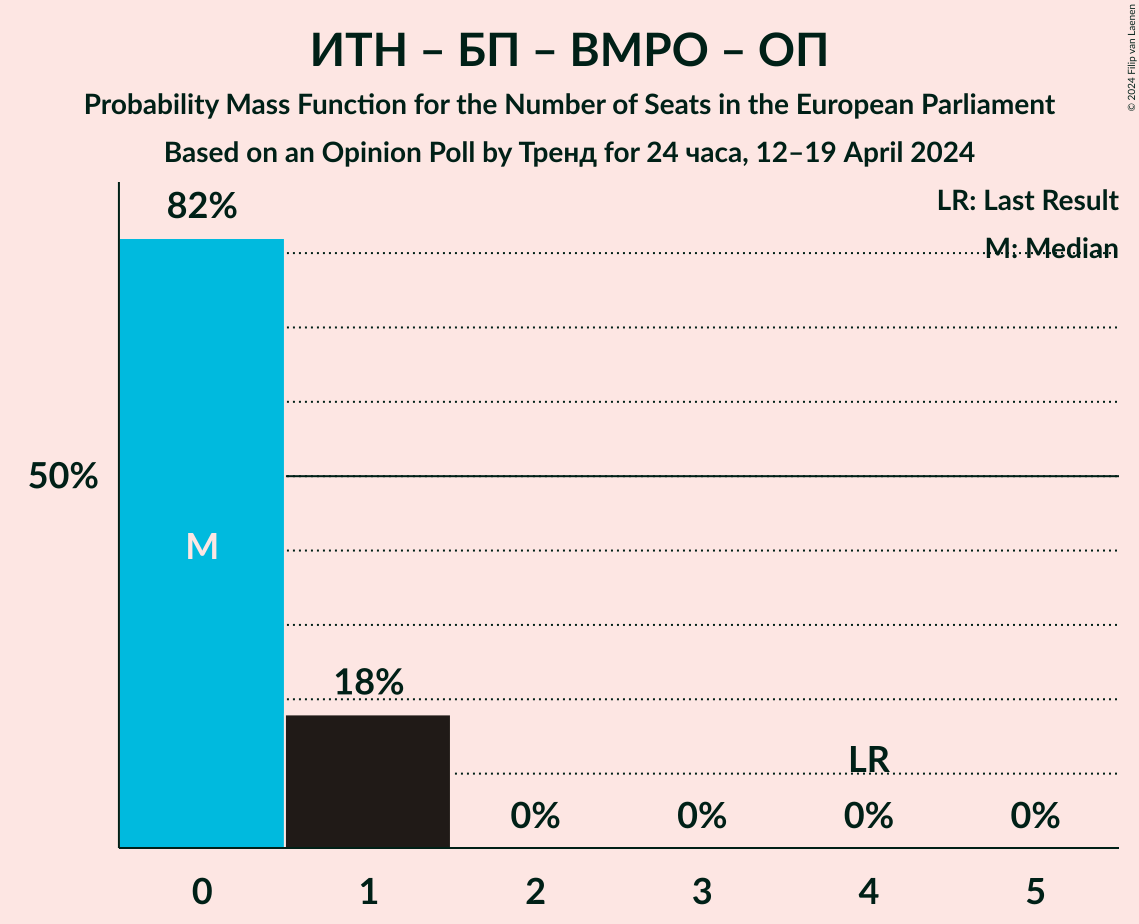 ИТН – БП – ВМРО – ОП
Probability Mass Function for the Number of Seats in the European Parliament
Based on an Opinion Poll by Тренд for 24 часа, 12–19 April 2024
© 2024 Filip van Laenen
LR: Last Result
M: Median
82%
50%
M
18%
LR
0% 0% 0% 0%
0 1 2 3 4 5